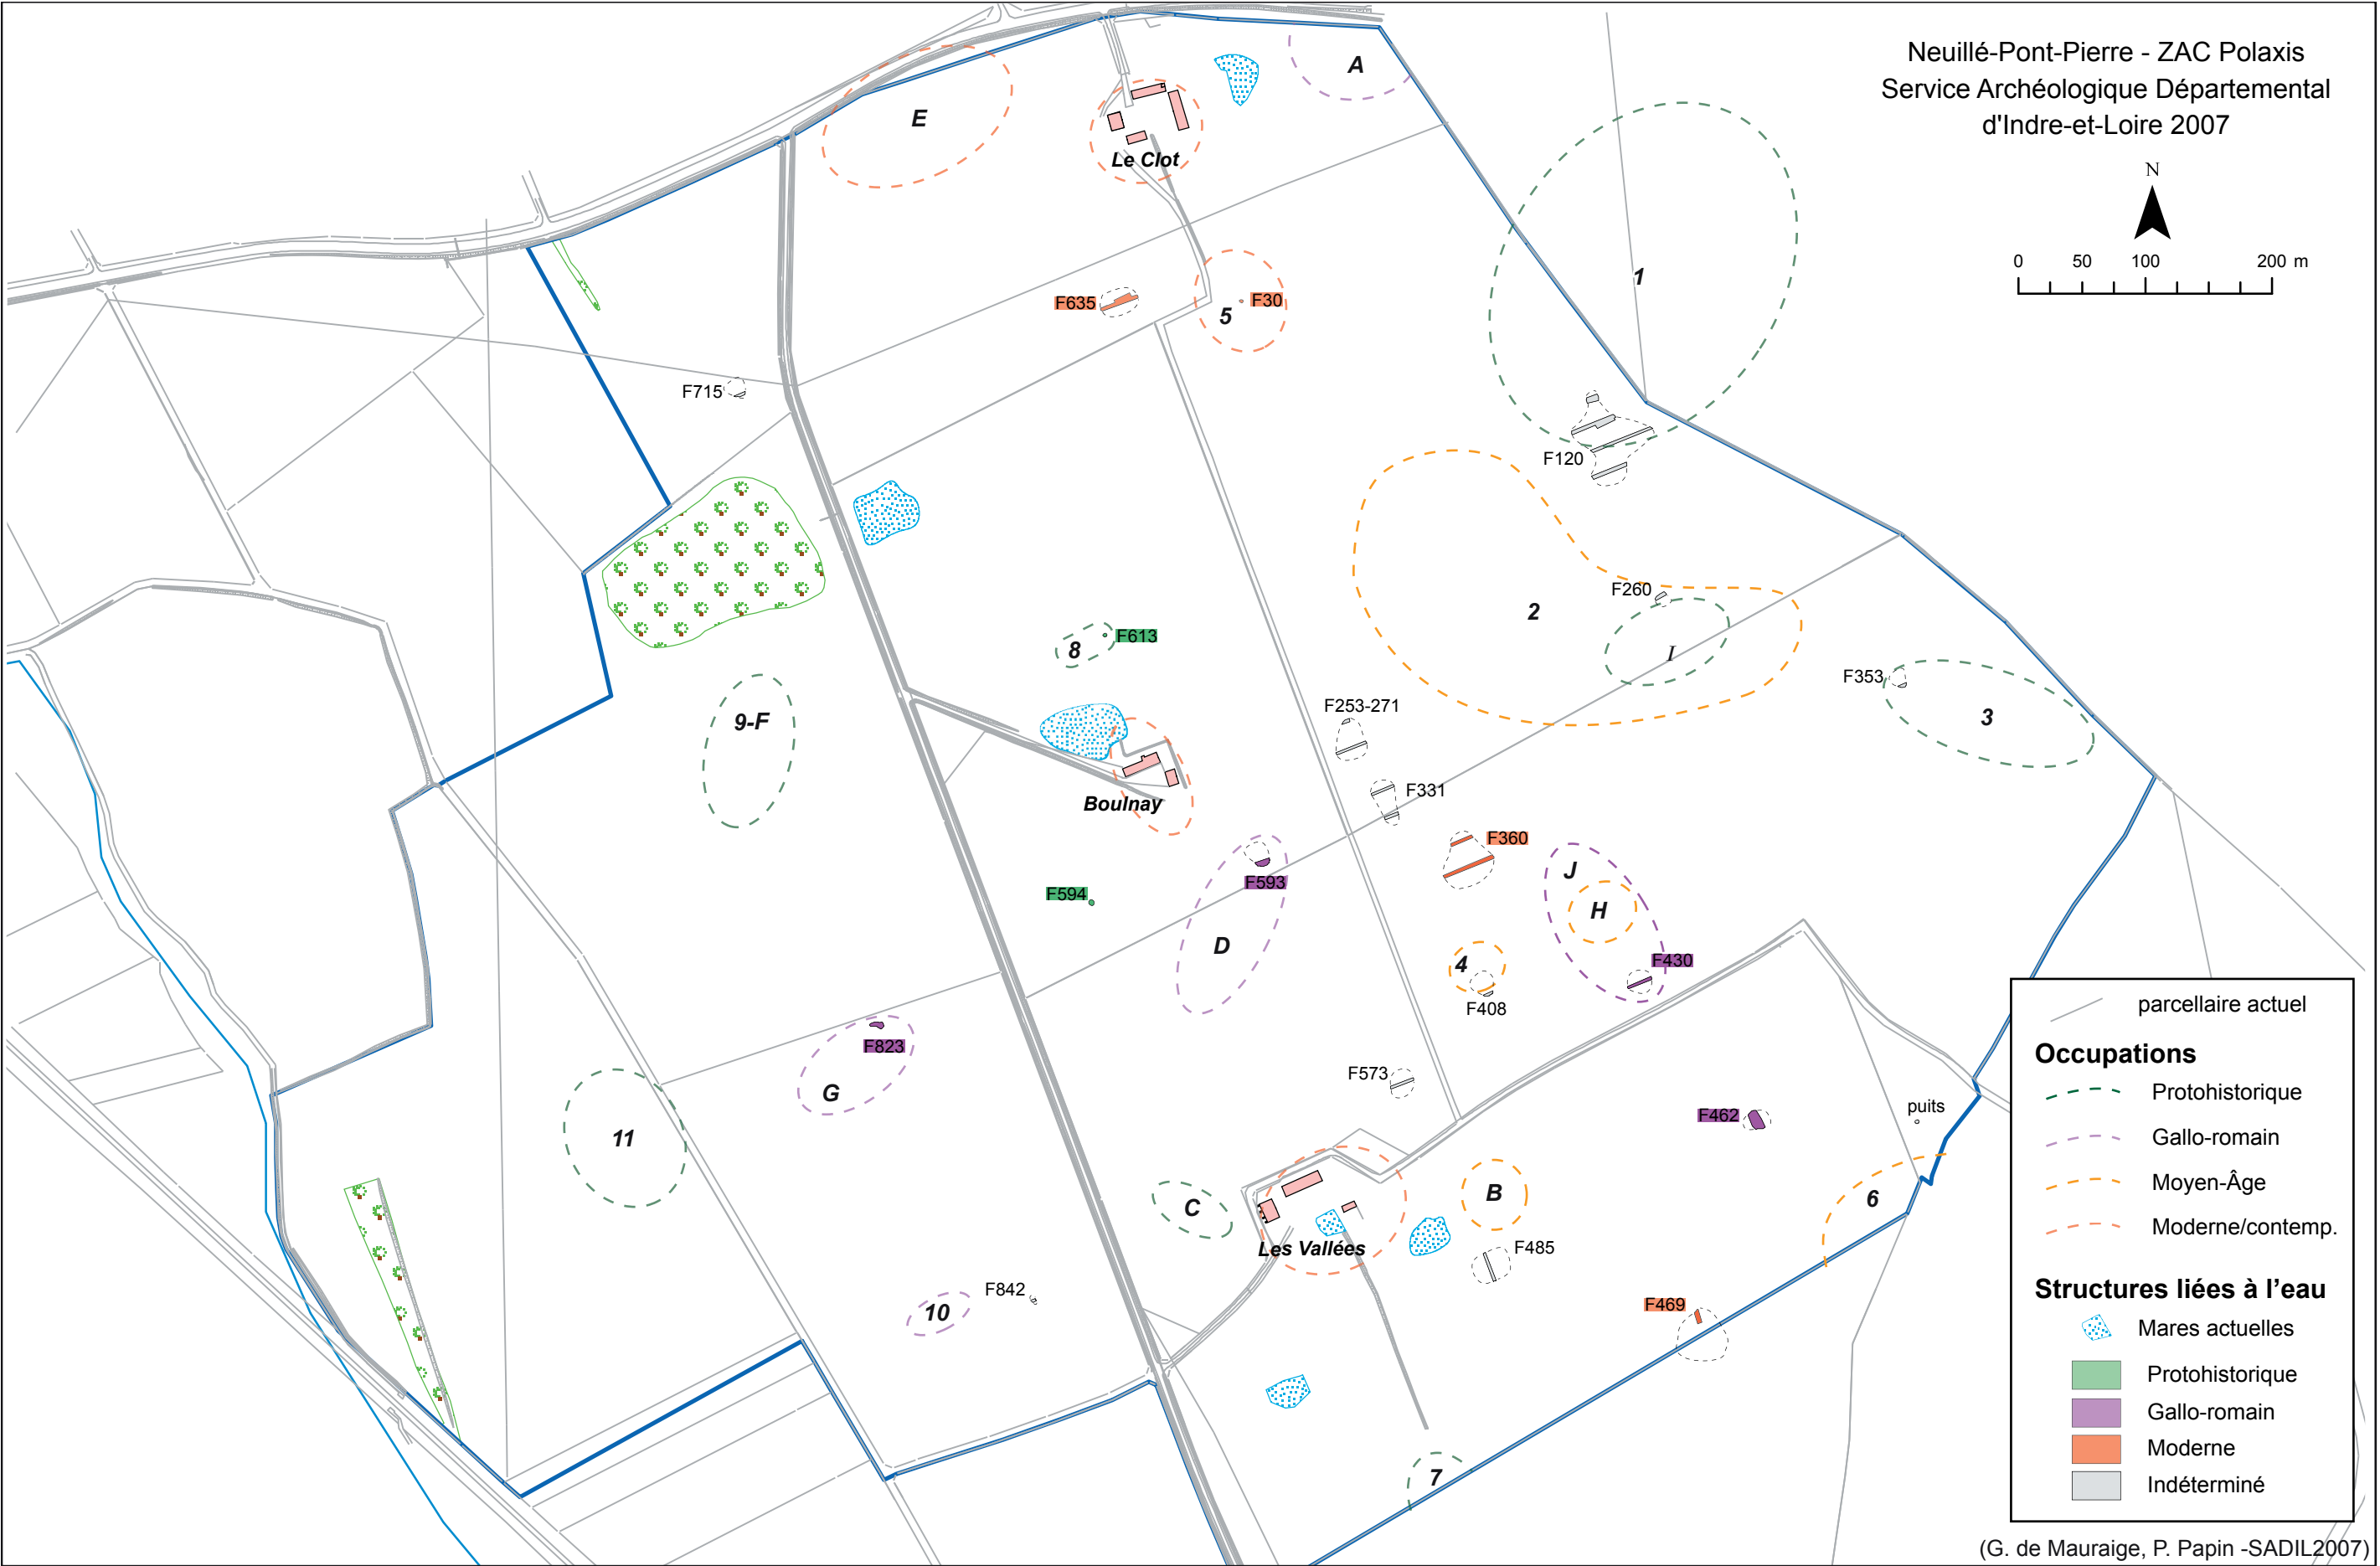 Neuillé-Pont-Pierre - ZAC Polaxis
Service Archéologique Départemental
d'Indre-et-Loire 2007
N
0 50 100 200 m
A
E
Le Clot
1
F635
F30
5
F715
F120
2
F260
I
F613
8
F353
3
9-F
F253-271
Boulnay
F331
F360
J
H
F593
F594
D
4
F430
F408
F823
G
F573
11
F462
puits
C
B
6
Les Vallées
F485
10
F842
F469
7
parcellaire actuel
Occupations
Protohistorique
Gallo-romain
Moyen-Âge
Moderne/contemp.
Structures liées à l'eau
Mares actuelles
Protohistorique
Gallo-romain
Moderne
Indéterminé
(G. de Mauraige, P. Papin -SADIL2007)